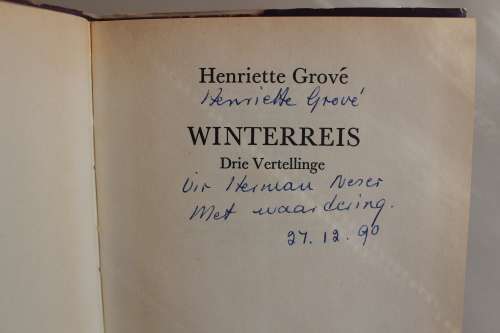 Henriette Grové
Henriette Grové
WINTERREIS
Drie Vertellinge
Vir Herman Neser
Met waardering.
27.12.90